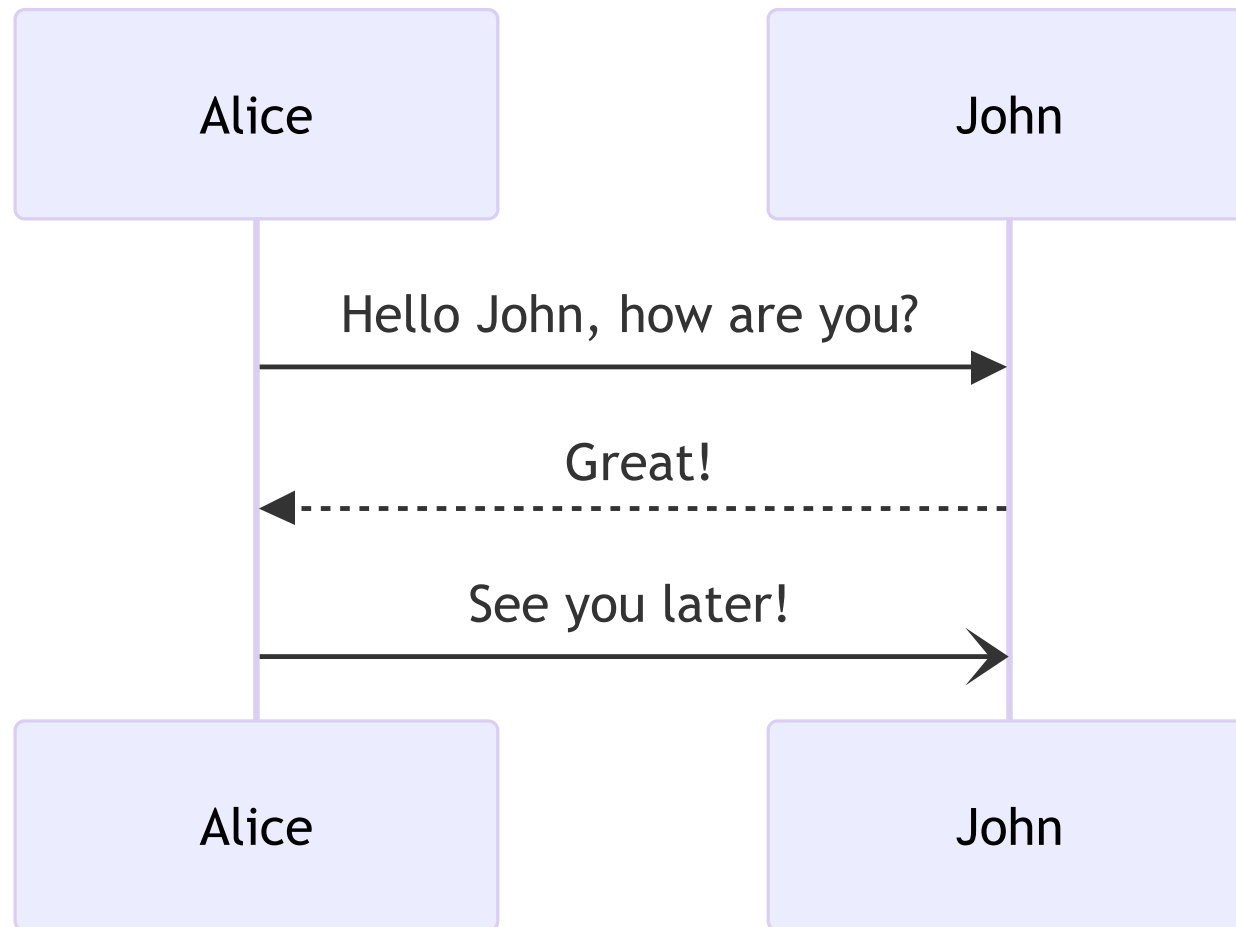 Alice
John
Hello John, how are you?
Great!
See you later!
Alice
John